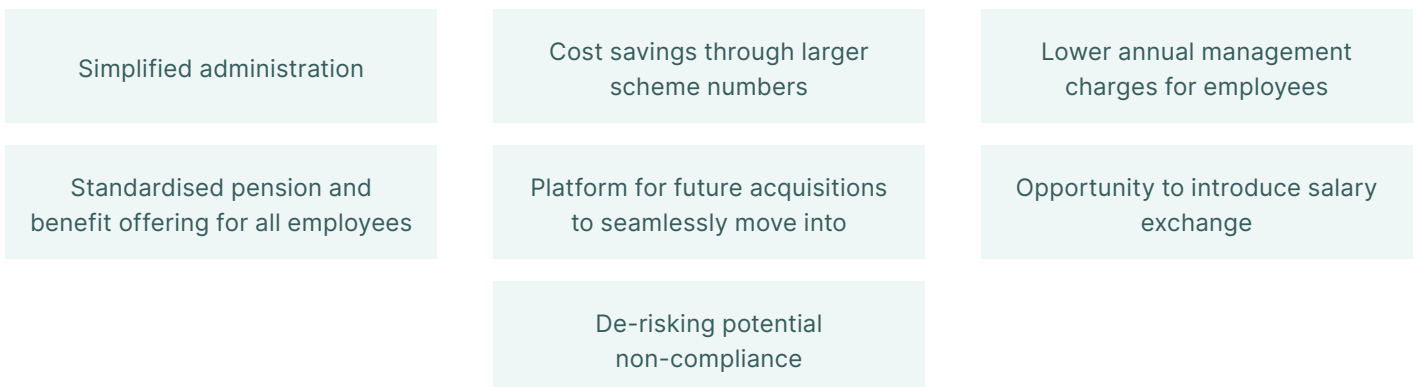 Simplified administration
Cost savings through larger
scheme numbers
Lower annual management
charges for employees
Standardised pension and
benefit offering for all employees
Platform for future acquisitions
to seamlessly move into
Opportunity to introduce salary
exchange
De-risking potential
non-compliance